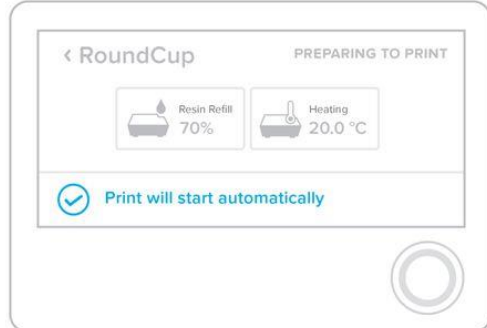 < RoundCup
PREPARING TO PRINT
Resin Refill
70%
Heating
20.0 °C
Print will start automatically